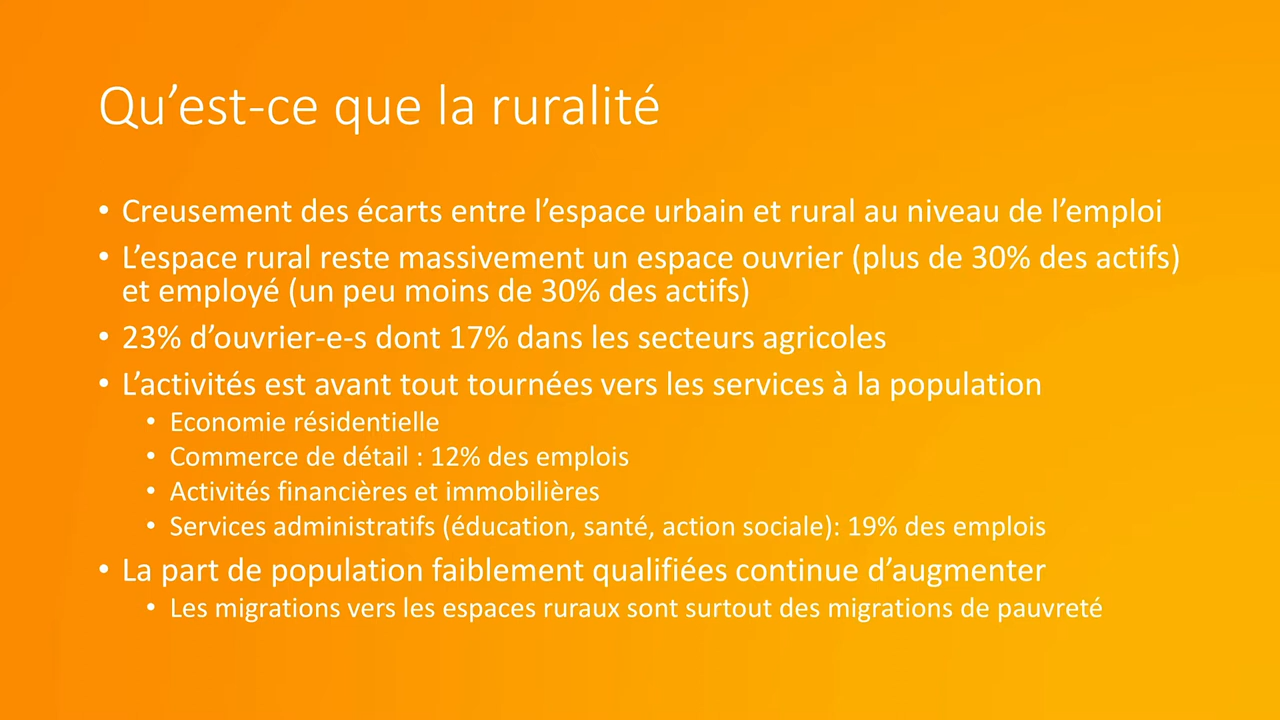 Qu’est-ce que la ruralité
• Creusement des écarts entre l’espace urbain et rural au niveau de l’emploi
• L’espace rural reste massivement un espace ouvrier (plus de 30% des actifs)
et employé (un peu moins de 30% des actifs)
• 23% d’ouvrier-e-s dont 17% dans les secteurs agricoles
• L’activités est avant tout tournées vers les services à la population
• Economie résidentielle
• Commerce de détail : 12% des emplois
• Activités financières et immobilières
• Services administratifs (éducation, santé, action sociale): 19% des emplois
• La part de population faiblement qualifiées continue d’augmenter
• Les migrations vers les espaces ruraux sont surtout des migrations de pauvreté